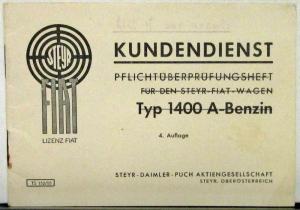 STEYR
FIAT
LIZENZ FIAT
KUNDENDIENST
PFLICHTÜBERPRÜFUNGSHEFT
FÜR DEN STEYR-FIAT-WAGEN
Typ 1400 A-Benzin
4. Auflage
STEYR-DAIMLER-PUCH AKTIENGESELLSCHAFT
STEYR, OBERÖSTERREICH